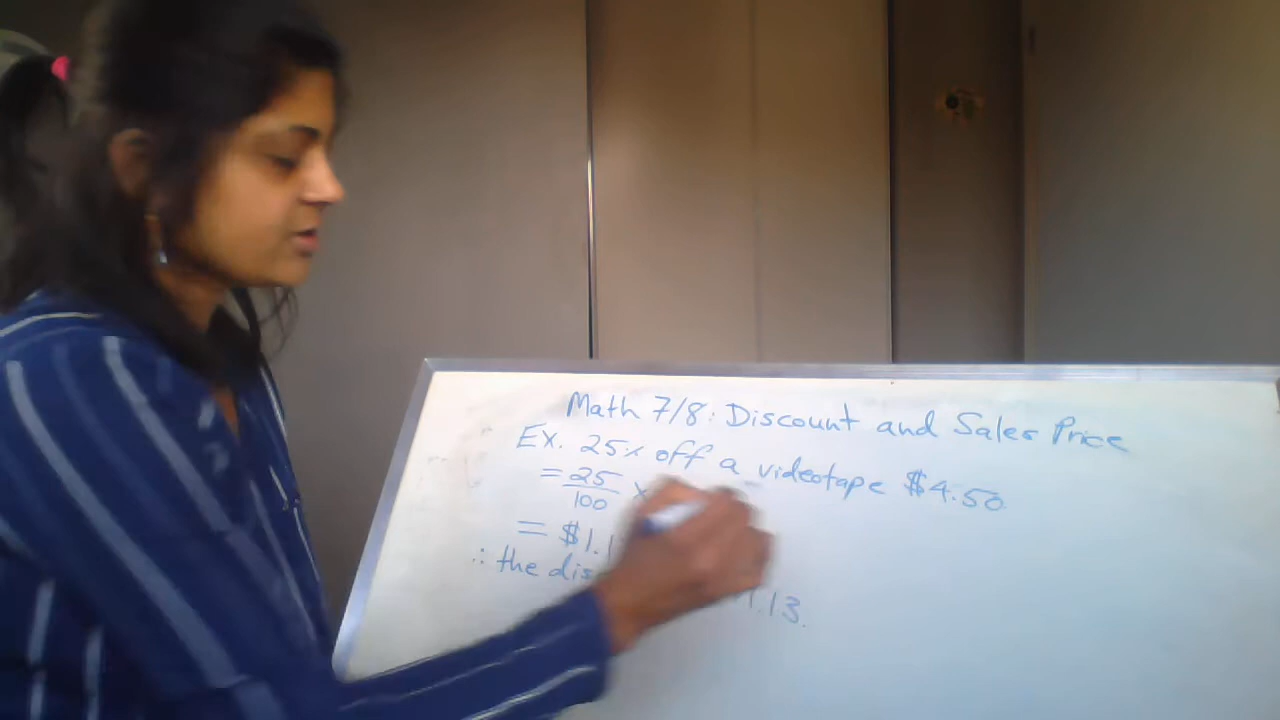 Math 7/8: Discount and Sales Price
Ex. 25% off a videotape $4.50
= 25/100 x
= $1.1
∴ the dis 1.13.